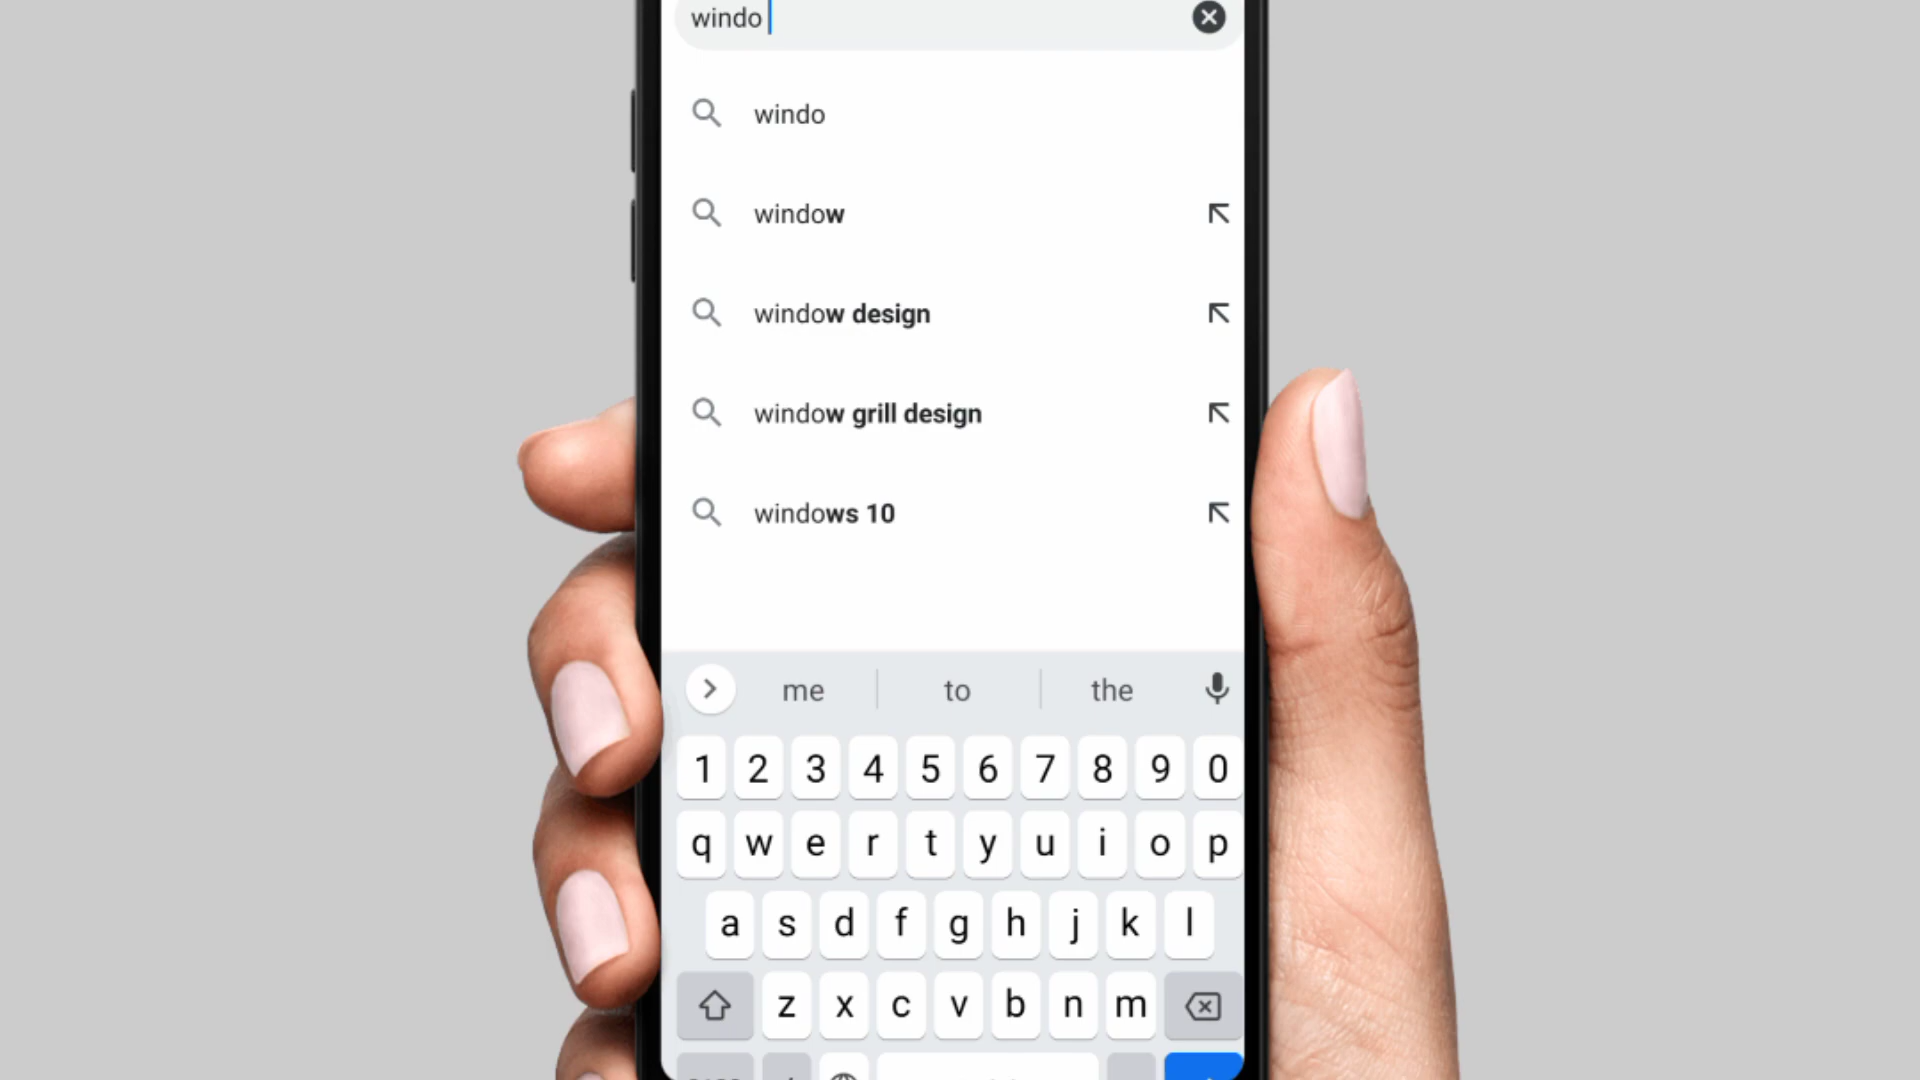 windo
windo
window
window design
window grill design
windows 10
me to the
1 2 3 4 5 6 7 8 9 0
q w e r t y u i o p
a s d f g h j k l
z x c v b n m